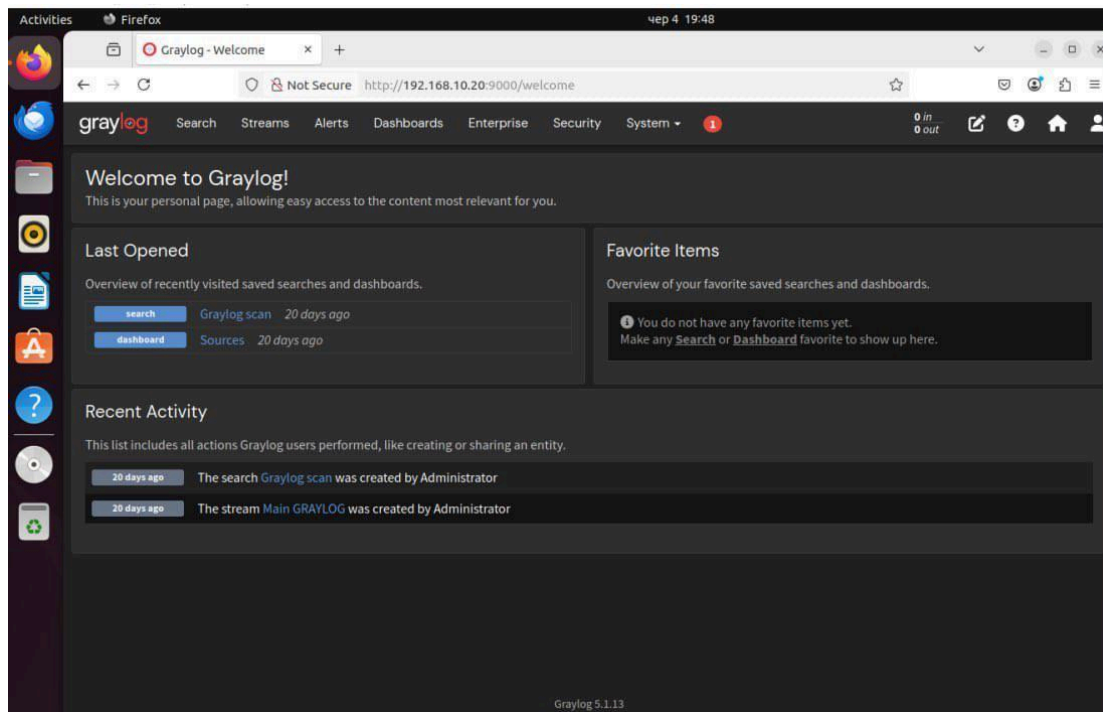 Activities Firefox чер 4 19:48
Graylog - Welcome
Not Secure http://192.168.10.20:9000/welcome
graylog Search Streams Alerts Dashboards Enterprise Security System 1 0 in
0 out
Welcome to Graylog!
This is your personal page, allowing easy access to the content most relevant for you.
Last Opened
Overview of recently visited saved searches and dashboards.
search Graylog scan 20 days ago
dashboard Sources 20 days ago
Favorite Items
Overview of your favorite saved searches and dashboards.
You do not have any favorite items yet.
Make any Search or Dashboard favorite to show up here.
Recent Activity
This list includes all actions Graylog users performed, like creating or sharing an entity.
20 days ago The search Graylog scan was created by Administrator
20 days ago The stream Main GRAYLOG was created by Administrator
Graylog 5.1.13